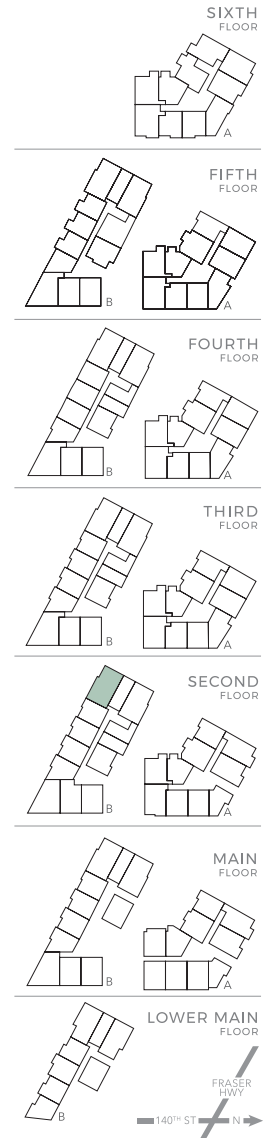 SIXTH
FLOOR
A
FIFTH
FLOOR
B
A
FOURTH
FLOOR
B
A
THIRD
FLOOR
B
A
SECOND
FLOOR
B
A
MAIN
FLOOR
B
A
LOWER MAIN
FLOOR
B
FRASER
HWY
140TH ST
N